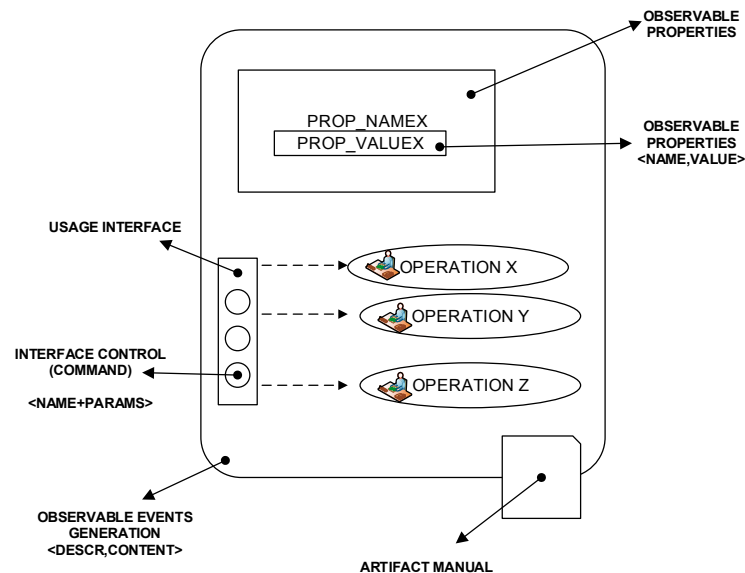 OBSERVABLE
PROPERTIES
PROP_NAMEX
PROP_VALUEX
OBSERVABLE
PROPERTIES
<NAME,VALUE>
USAGE INTERFACE
OPERATION X
OPERATION Y
INTERFACE CONTROL
(COMMAND)
<NAME+PARAMS>
OPERATION Z
OBSERVABLE EVENTS
GENERATION
<DESCR,CONTENT>
ARTIFACT MANUAL